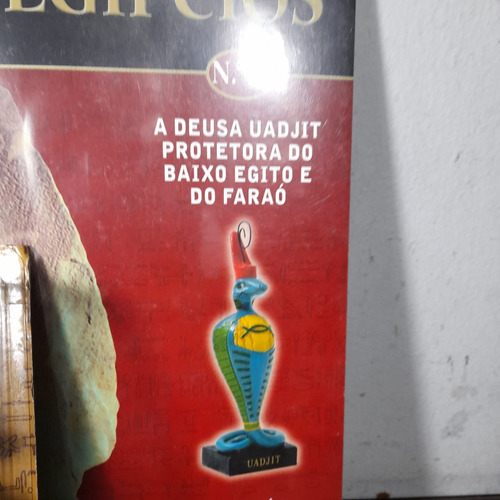 EGÍPCIOS
N.º
A DEUSA UADJIT
PROTETORA DO
BAIXO EGITO E
DO FARAÓ
UADJIT